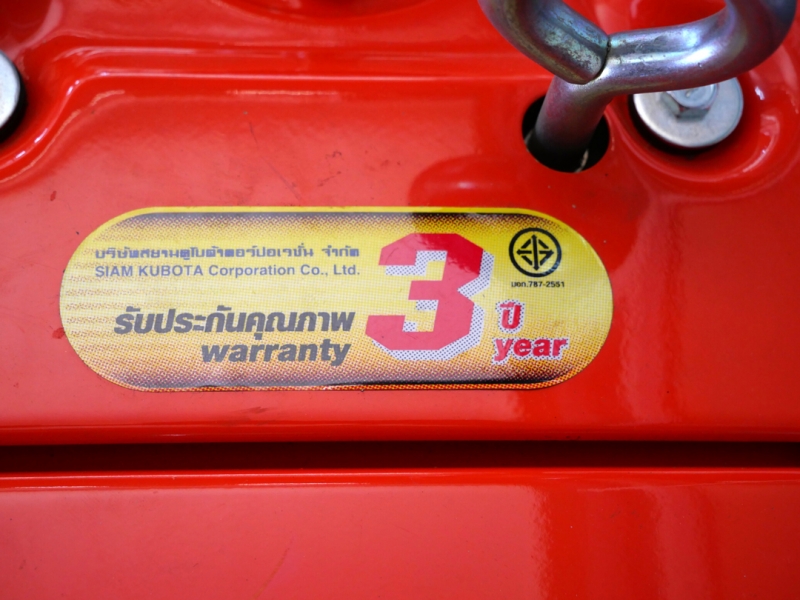 บริษัทสยามคูโบต้าคอร์ปอเรชั่น จำกัด
SIAM KUBOTA Corporation Co., Ltd.
รับประกันคุณภาพ
warranty
3
ปี
year
มอก.787-2551